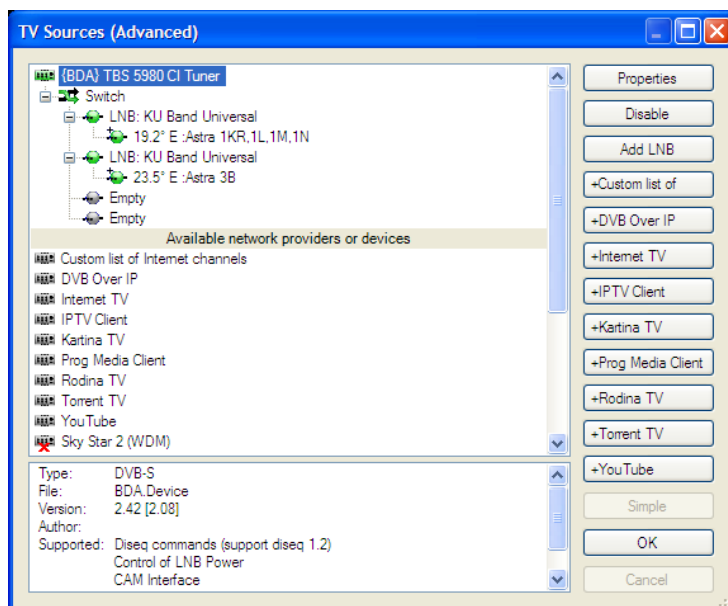 TV Sources (Advanced)
{BDA} TBS 5980 CI Tuner
Switch
LNB: KU Band Universal
19.2° E :Astra 1KR,1L,1M,1N
LNB: KU Band Universal
23.5° E :Astra 3B
Empty
Empty
Available network providers or devices
Custom list of Internet channels
DVB Over IP
Internet TV
IPTV Client
Kartina TV
Prog Media Client
Rodina TV
Torrent TV
YouTube
Sky Star 2 (WDM)
Type: DVB-S
File: BDA.Device
Version: 2.42 [2.08]
Author:
Supported: Diseq commands (support diseq 1.2)
Control of LNB Power
CAM Interface
Properties
Disable
Add LNB
+Custom list of
+DVB Over IP
+Internet TV
+IPTV Client
+Kartina TV
+Prog Media Client
+Rodina TV
+Torrent TV
+YouTube
Simple
OK
Cancel